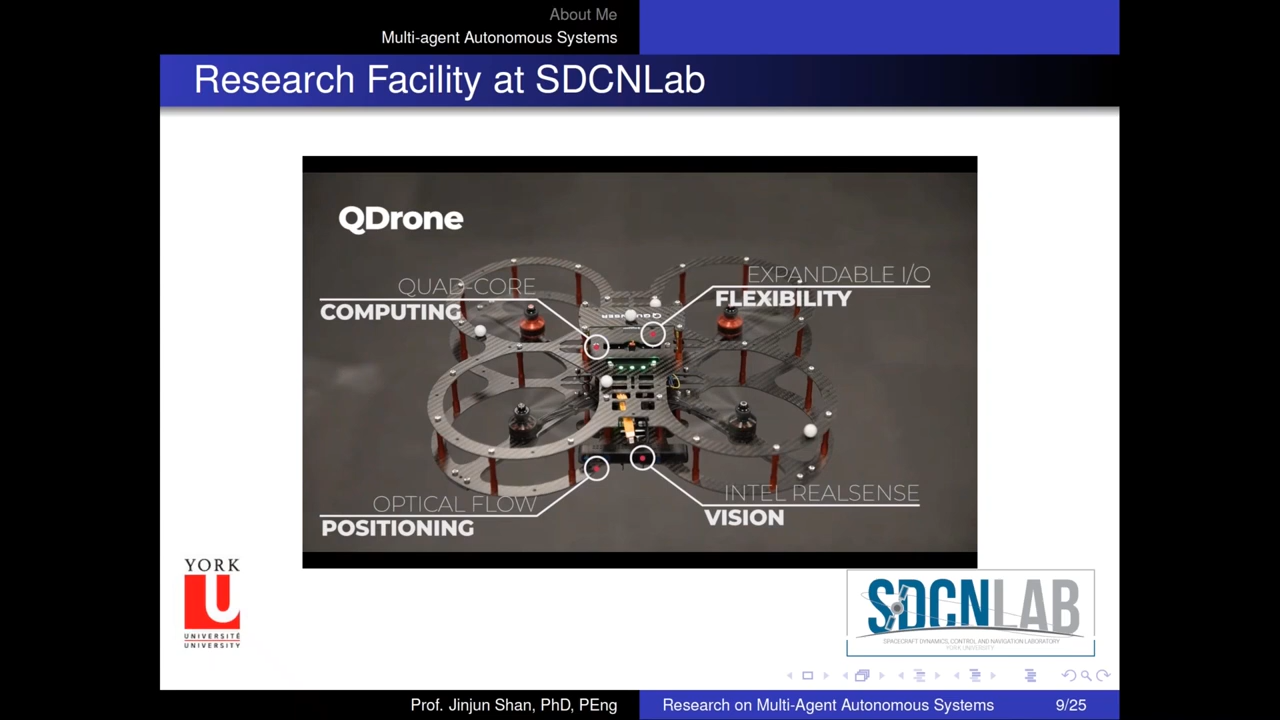 About Me
Multi-agent Autonomous Systems
Research Facility at SDCNLab
QDrone
QUAD-CORE
COMPUTING
EXPANDABLE I/O
FLEXIBILITY
OPTICAL FLOW
POSITIONING
INTEL REALSENSE
VISION
YORK
U
UNIVERSITÉ
UNIVERSITY
SDCNLAB
SPACECRAFT DYNAMICS, CONTROL AND NAVIGATION LABORATORY
YORK UNIVERSITY
Prof. Jinjun Shan, PhD, PEng
Research on Multi-Agent Autonomous Systems
9/25